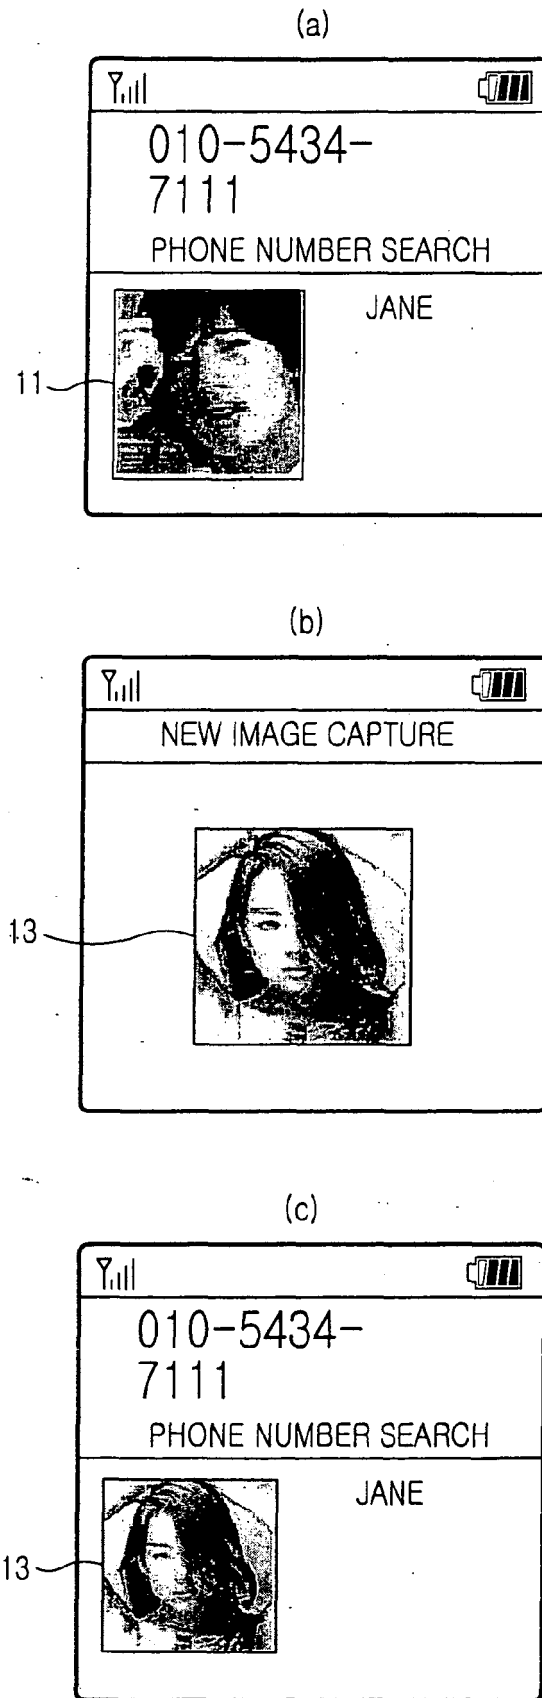 (a)
010-5434-
7111
PHONE NUMBER SEARCH
JANE
11
(b)
NEW IMAGE CAPTURE
13
(c)
010-5434-
7111
PHONE NUMBER SEARCH
JANE
13